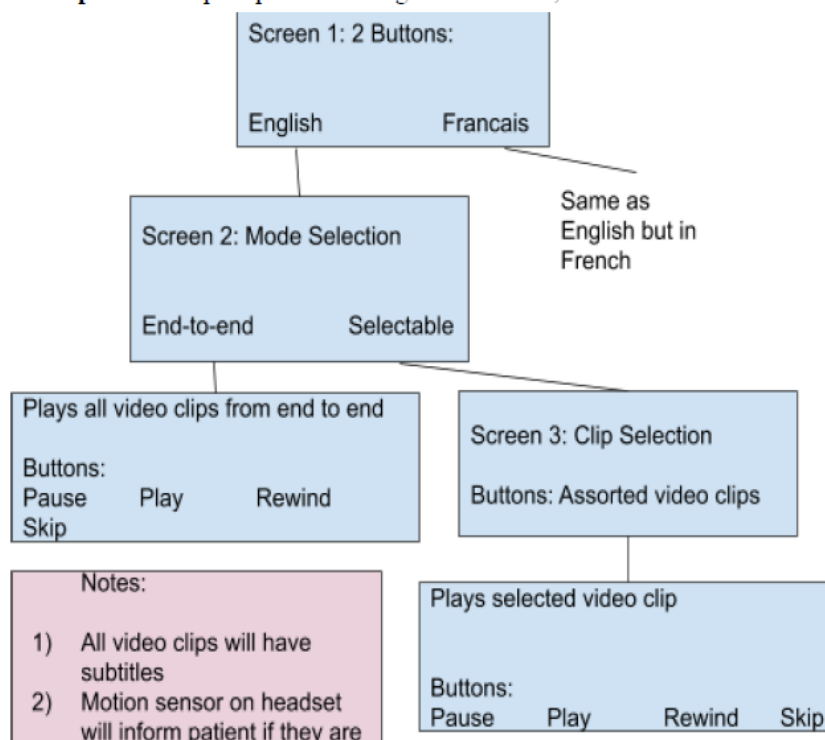 Screen 1: 2 Buttons:
English Francais
Same as
English but in
French
Screen 2: Mode Selection
End-to-end Selectable
Plays all video clips from end to end
Buttons:
Pause Play Rewind
Skip
Screen 3: Clip Selection
Buttons: Assorted video clips
Plays selected video clip
Buttons:
Pause Play Rewind Skip
Notes:
1) All video clips will have
subtitles
2) Motion sensor on headset
will inform patient if they are